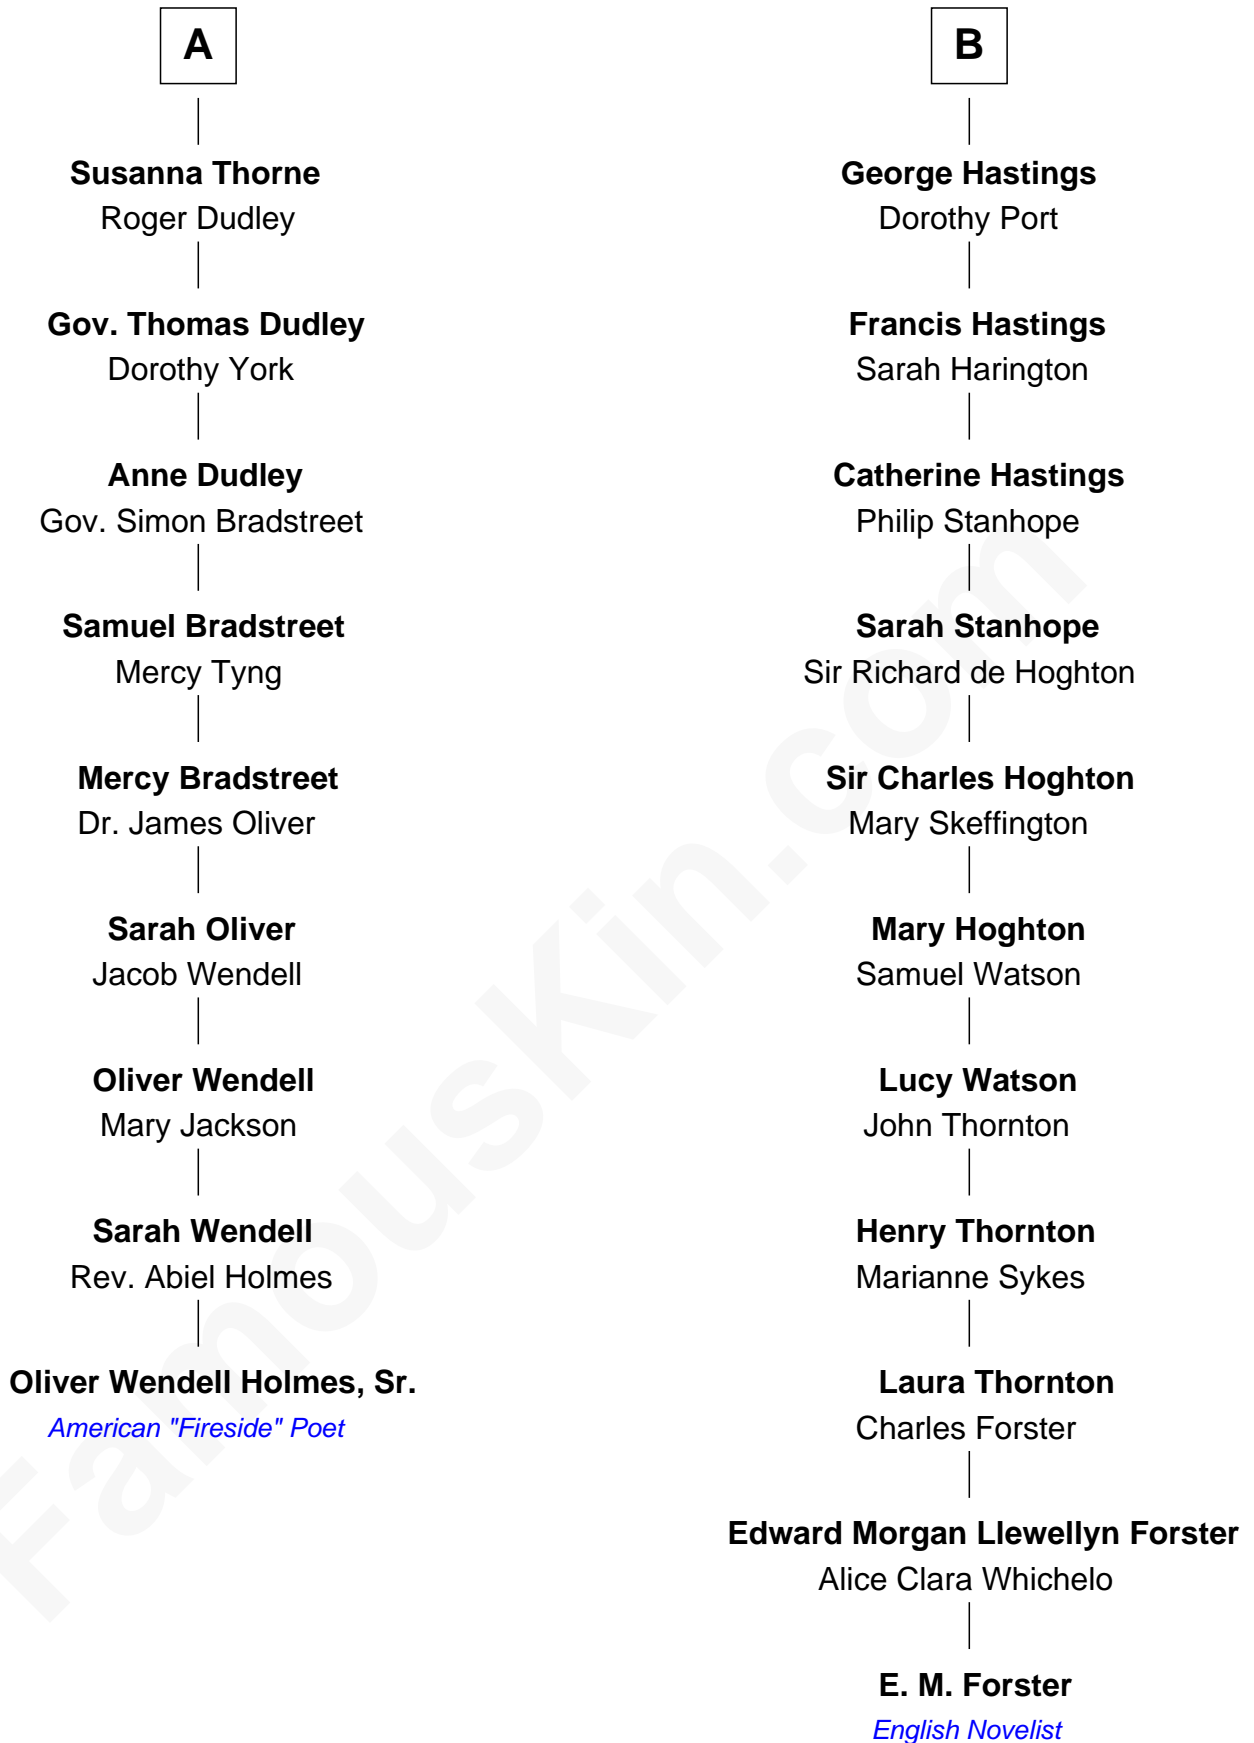 A
Susanna Thorne
Roger Dudley
Gov. Thomas Dudley
Dorothy York
Anne Dudley
Gov. Simon Bradstreet
Samuel Bradstreet
Mercy Tyng
Mercy Bradstreet
Dr. James Oliver
Sarah Oliver
Jacob Wendell
Oliver Wendell
Mary Jackson
Sarah Wendell
Rev. Abiel Holmes
Oliver Wendell Holmes, Sr.
American "Fireside" Poet
B
George Hastings
Dorothy Port
Francis Hastings
Sarah Harington
Catherine Hastings
Philip Stanhope
Sarah Stanhope
Sir Richard de Hoghton
Sir Charles Hoghton
Mary Skeffington
Mary Hoghton
Samuel Watson
Lucy Watson
John Thornton
Henry Thornton
Marianne Sykes
Laura Thornton
Charles Forster
Edward Morgan Llewellyn Forster
Alice Clara Whichelo
E. M. Forster
English Novelist
FamousKin.com